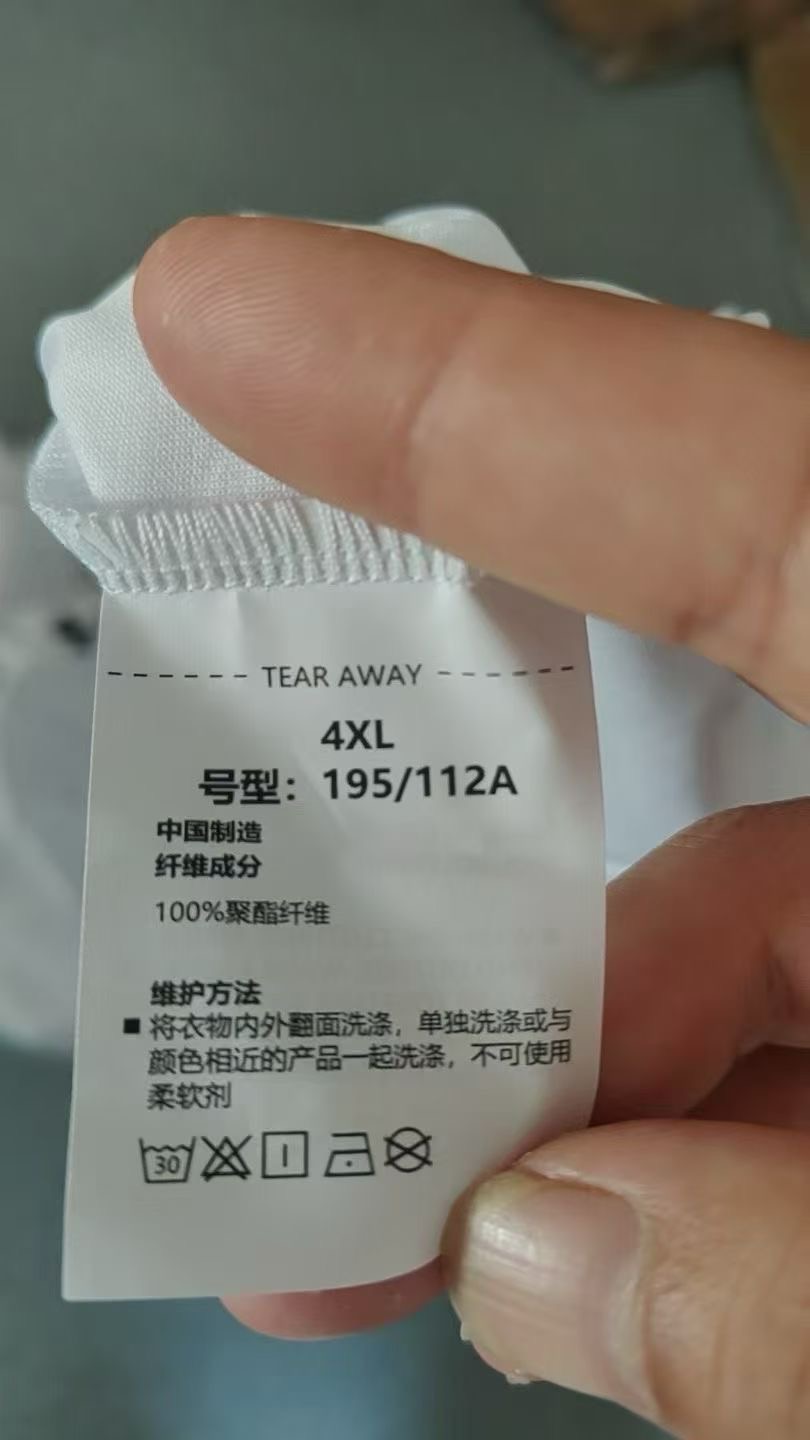 TEAR AWAY
4XL
号型：195/112A
中国制造
纤维成分
100%聚酯纤维
维护方法
■ 将衣物内外翻面洗涤，单独洗涤或与
颜色相近的产品一起洗涤，不可使用
柔软剂
30